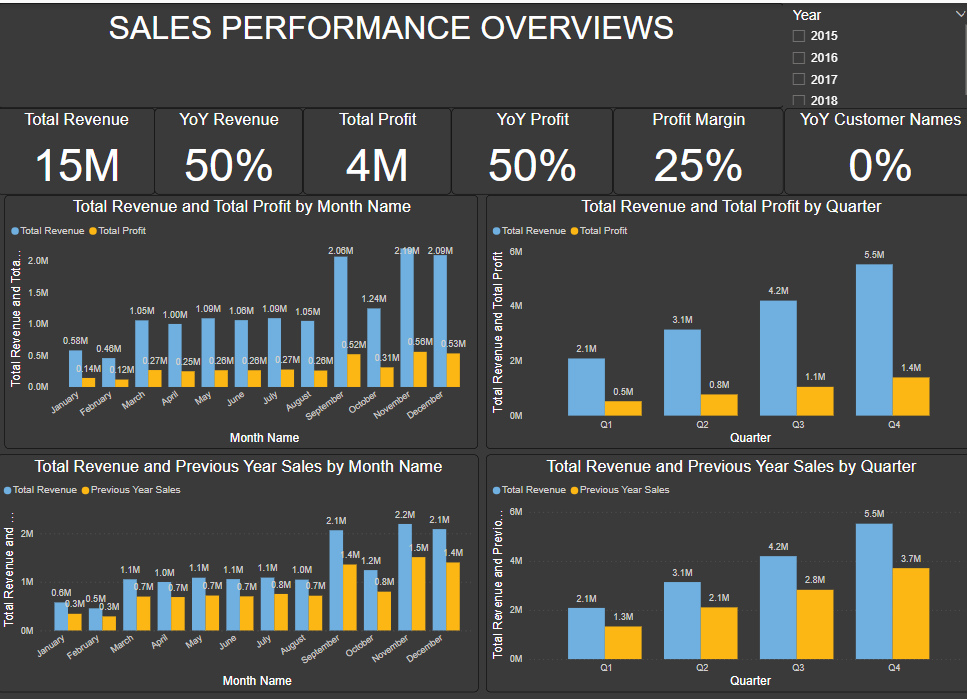 SALES PERFORMANCE OVERVIEWS
Year
2015
2016
2017
2018
Total Revenue
15M
YoY Revenue
50%
Total Profit
4M
YoY Profit
50%
Profit Margin
25%
YoY Customer Names
0%
Total Revenue and Total Profit by Month Name
Total Revenue Total Profit
Total Revenue and Tota...
2.0M
1.5M
1.0M
0.5M
0.0M
0.58M
0.14M
0.46M
0.12M
1.05M
0.27M
1.00M
0.25M
1.09M
0.26M
1.06M
0.26M
1.09M
0.27M
1.05M
0.26M
2.06M
0.52M
1.24M
0.31M
2.19M
0.56M
2.09M
0.53M
January
February
March
April
May
June
July
August
September
October
November
December
Month Name
Total Revenue and Total Profit by Quarter
Total Revenue Total Profit
Total Revenue and Total Profit
6M
4M
2M
0M
2.1M
0.5M
3.1M
0.8M
4.2M
1.1M
5.5M
1.4M
Q1
Q2
Q3
Q4
Quarter
Total Revenue and Previous Year Sales by Month Name
Total Revenue Previous Year Sales
Total Revenue and ...
2M
1M
0M
0.6M
0.3M
0.5M
0.3M
1.1M
0.7M
1.0M
0.7M
1.1M
0.7M
1.1M
0.7M
1.1M
0.8M
1.0M
0.7M
2.1M
1.4M
1.2M
0.8M
2.2M
1.5M
2.1M
1.4M
January
February
March
April
May
June
July
August
September
October
November
December
Month Name
Total Revenue and Previous Year Sales by Quarter
Total Revenue Previous Year Sales
Total Revenue and Previo...
6M
4M
2M
0M
2.1M
1.3M
3.1M
2.1M
4.2M
2.8M
5.5M
3.7M
Q1
Q2
Q3
Q4
Quarter